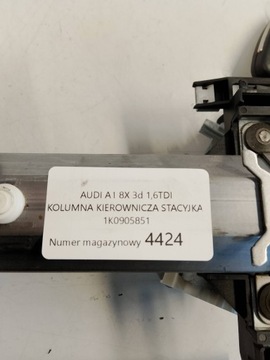 AUDI A1 8X 3d 1,6TDI
KOLUMNA KIEROWNICZA STACYJKA
1K0905851
Numer magazynowy 4424